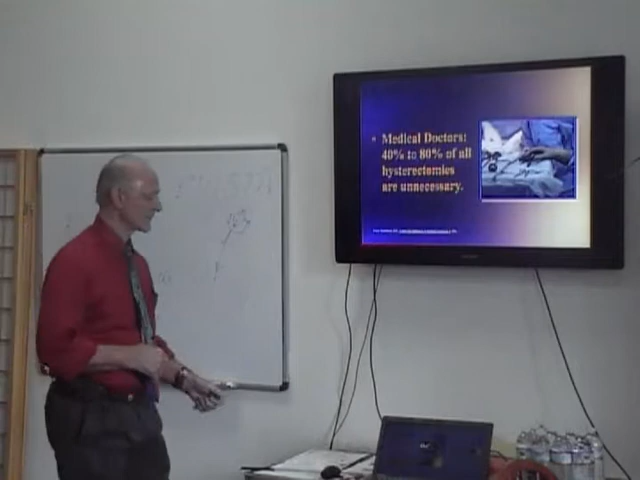 Medical Doctors:
40% to 80% of all
hysterectomies
are unnecessary.